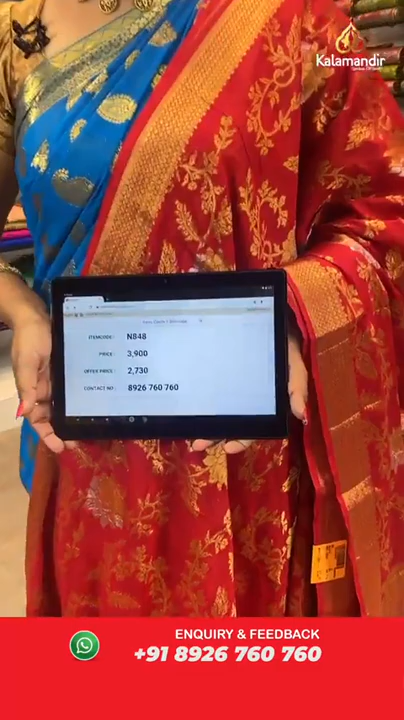 Kalamandir
ITEMCODE: N848
PRICE: 3,900
OFFER PRICE: 2,730
CONTACT NO: 8926 760 760
ENQUIRY & FEEDBACK
+91 8926 760 760